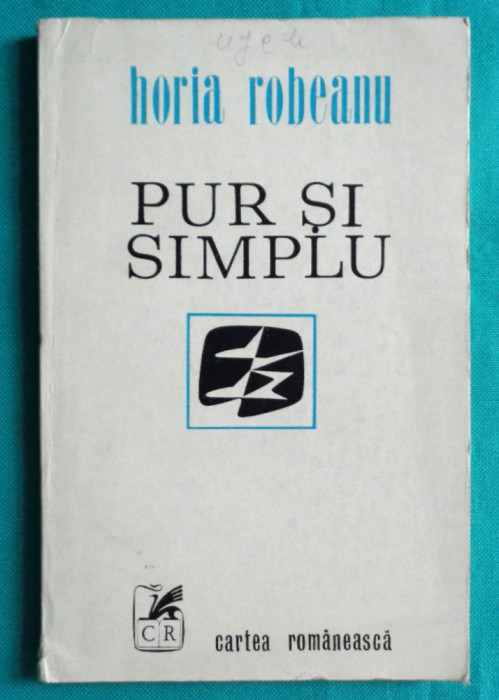 horia robeanu
PUR ȘI
SIMPLU
CR
cartea românească